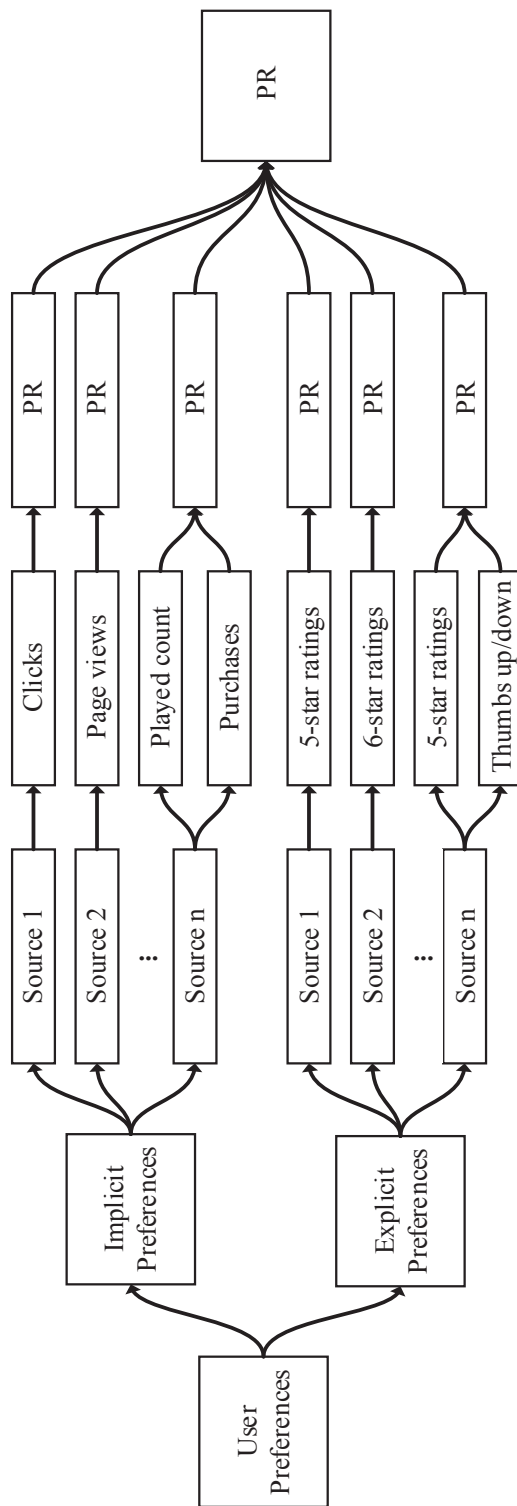 User
Preferences
Implicit
Preferences
Explicit
Preferences
Source 1
Source 2
...
Source n
Source 1
Source 2
...
Source n
Clicks
Page views
Played count
Purchases
5-star ratings
6-star ratings
5-star ratings
Thumbs up/down
PR
PR
PR
PR
PR
PR
PR